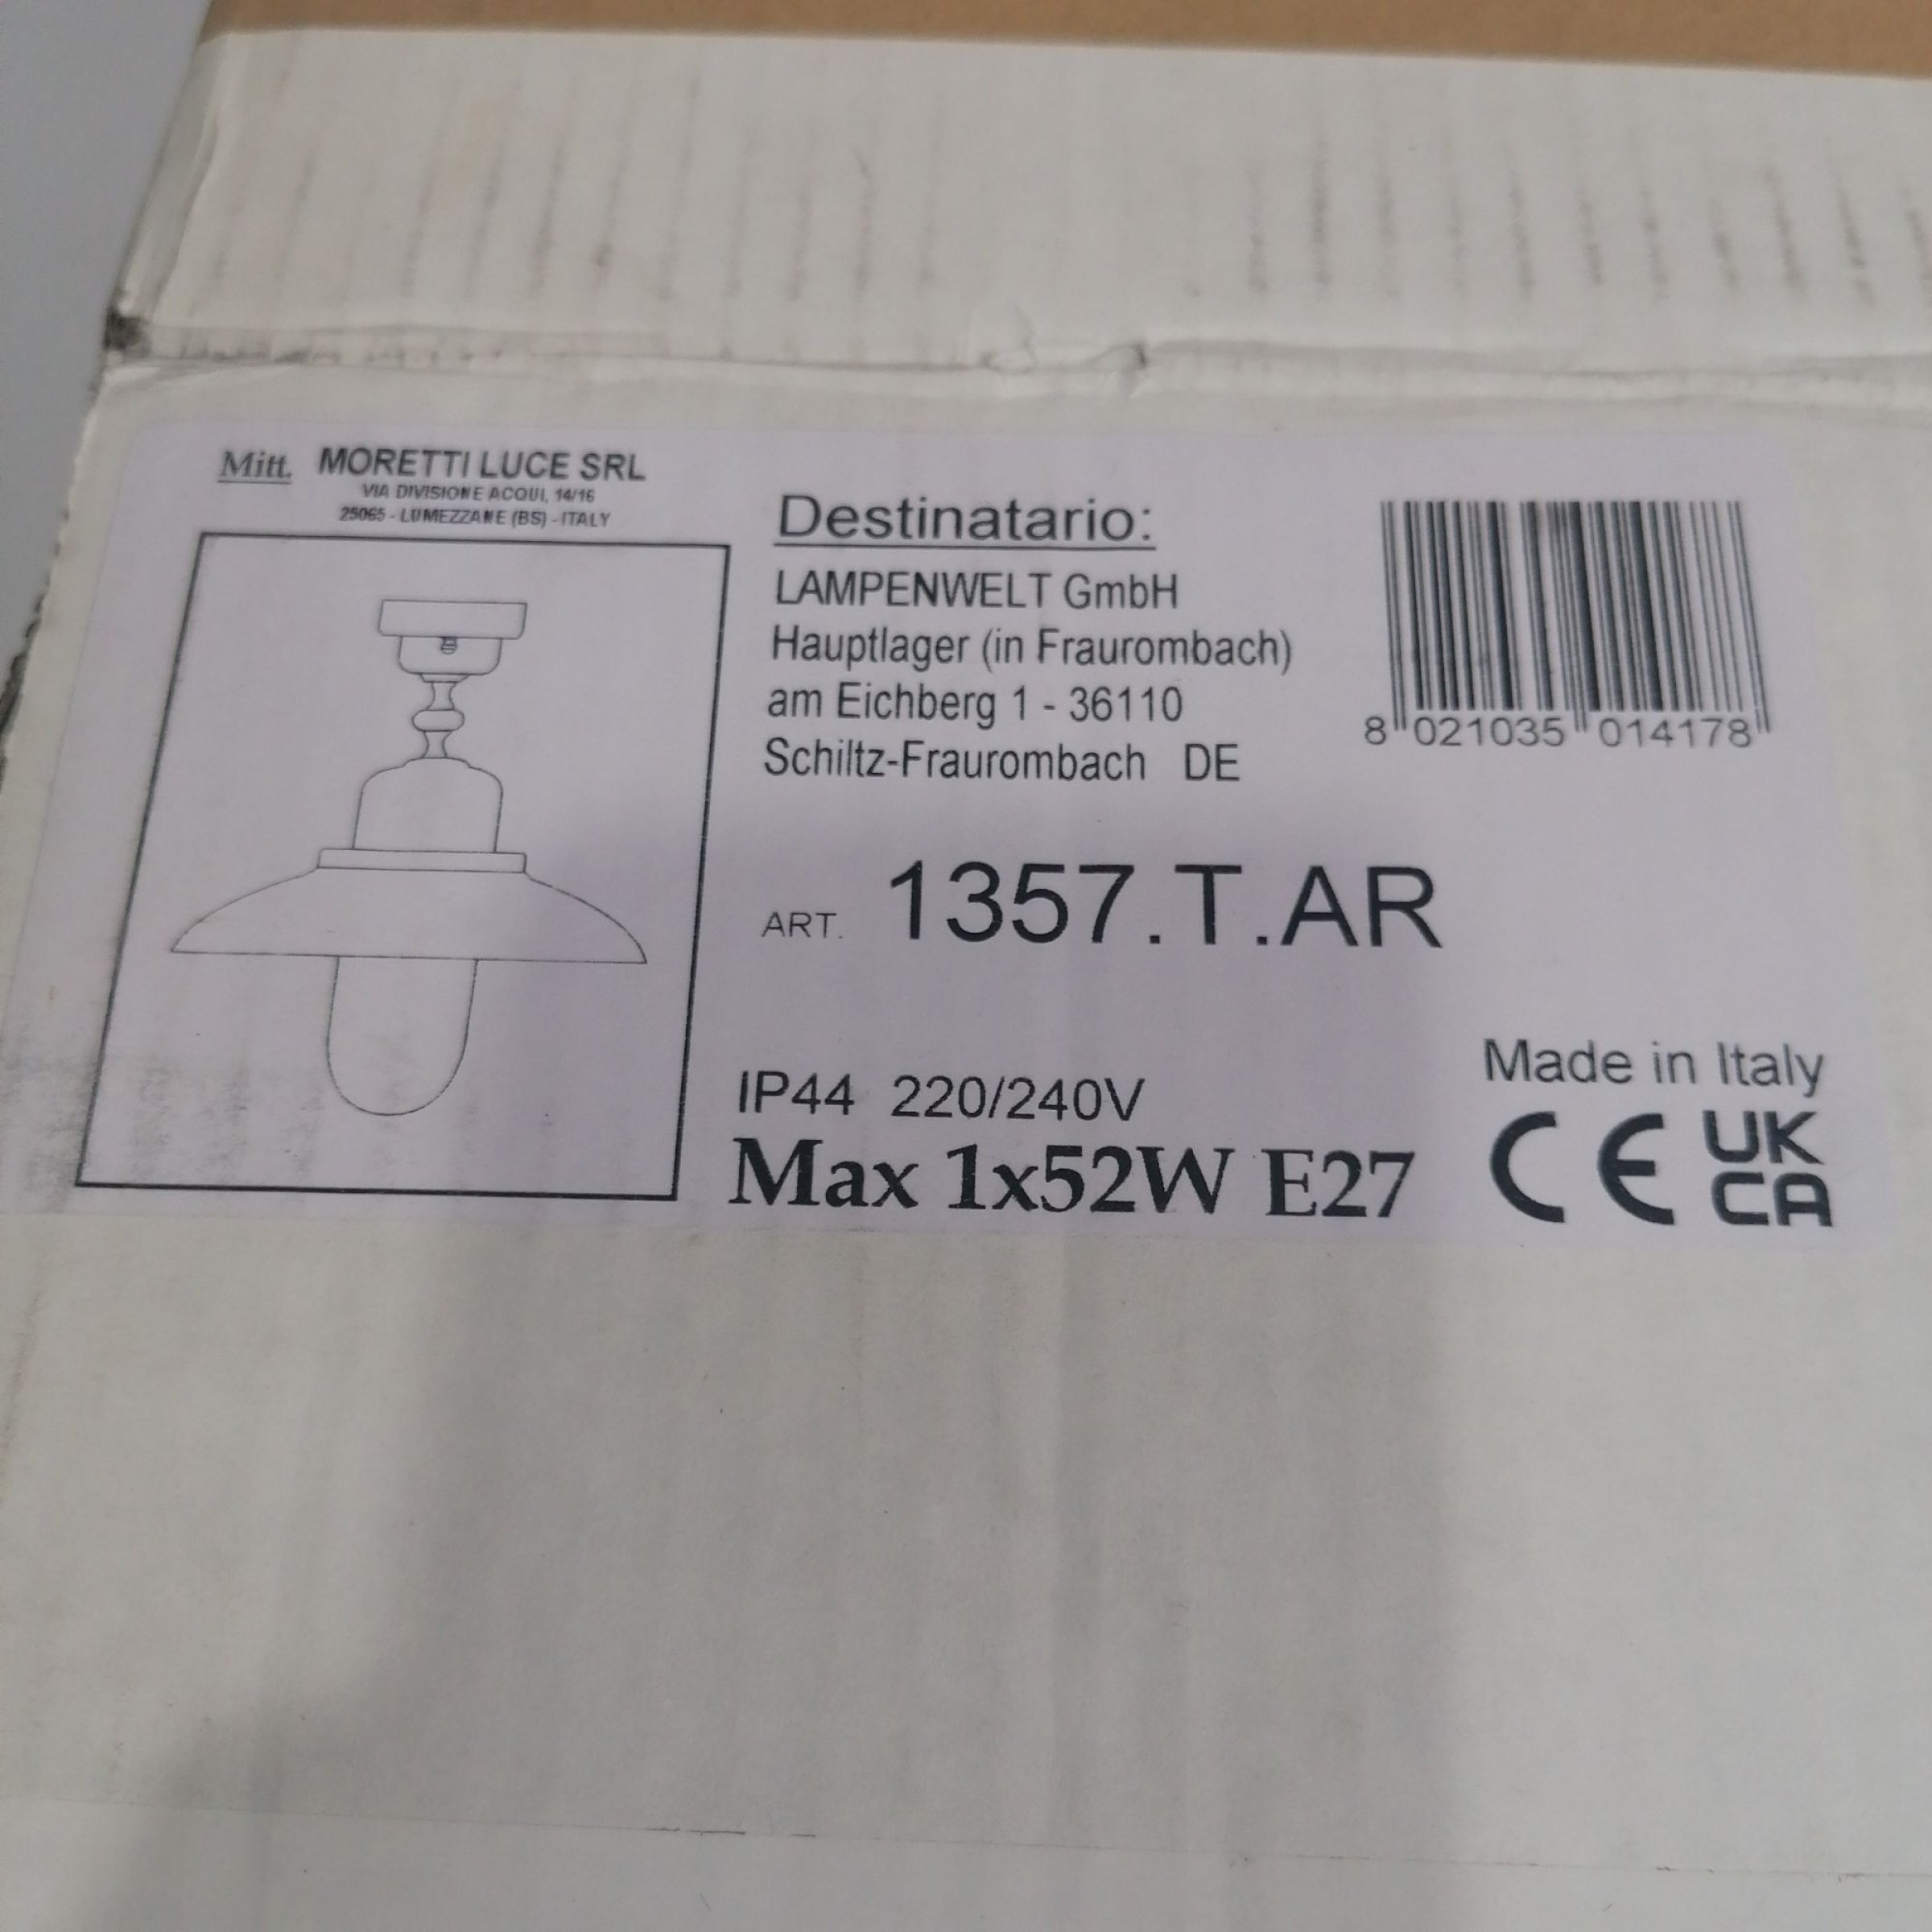 Mitt. MORETTI LUCE SRL
VIA DIVISIONE ACQUI, 14/16
25065 - LUMEZZANE (BS) - ITALY
Destinatario:
LAMPENWELT GmbH
Hauptlager (in Fraurombach)
am Eichberg 1 - 36110
Schiltz-Fraurombach DE
8 021035 014178
ART. 1357.T.AR
IP44 220/240V
Max 1x52W E27
Made in Italy
CE UK
CA